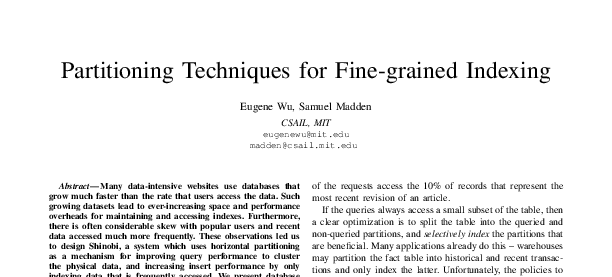 Partitioning Techniques for Fine-grained Indexing
Eugene Wu, Samuel Madden
CSAIL, MIT
eugenewu@mit.edu
madden@csail.mit.edu
Abstract—Many data-intensive websites use databases that
grow much faster than the rate that users access the data. Such
growing datasets lead to ever-increasing space and performance
overheads for maintaining and accessing indexes. Furthermore,
there is often considerable skew with popular users and recent
data accessed much more frequently. These observations led us
to design Shinobi, a system which uses horizontal partitioning
as a mechanism for improving query performance to cluster
the physical data, and increasing insert performance by only
indexing data that is frequently accessed. We present database
of the requests access the 10% of records that represent the
most recent revision of an article.
If the queries always access a small subset of the table, then
a clear optimization is to split the table into the queried and
non-queried partitions, and selectively index the partitions that
are beneficial. Many applications already do this – warehouses
may partition the fact table into historical and recent transac-
tions and only index the latter. Unfortunately, the policies to